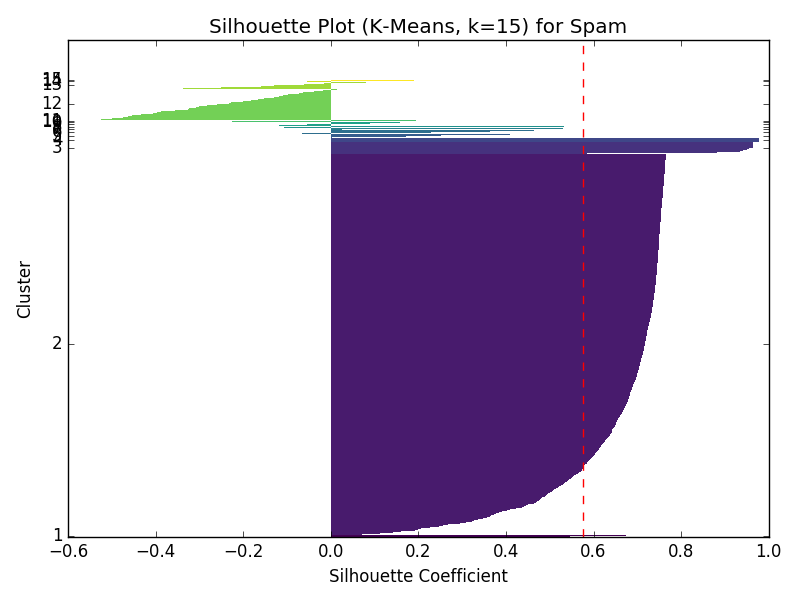 Silhouette Plot (K-Means, k=15) for Spam
13
12
3
2
1
Cluster
−0.6 −0.4 −0.2 0.0 0.2 0.4 0.6 0.8 1.0
Silhouette Coefficient